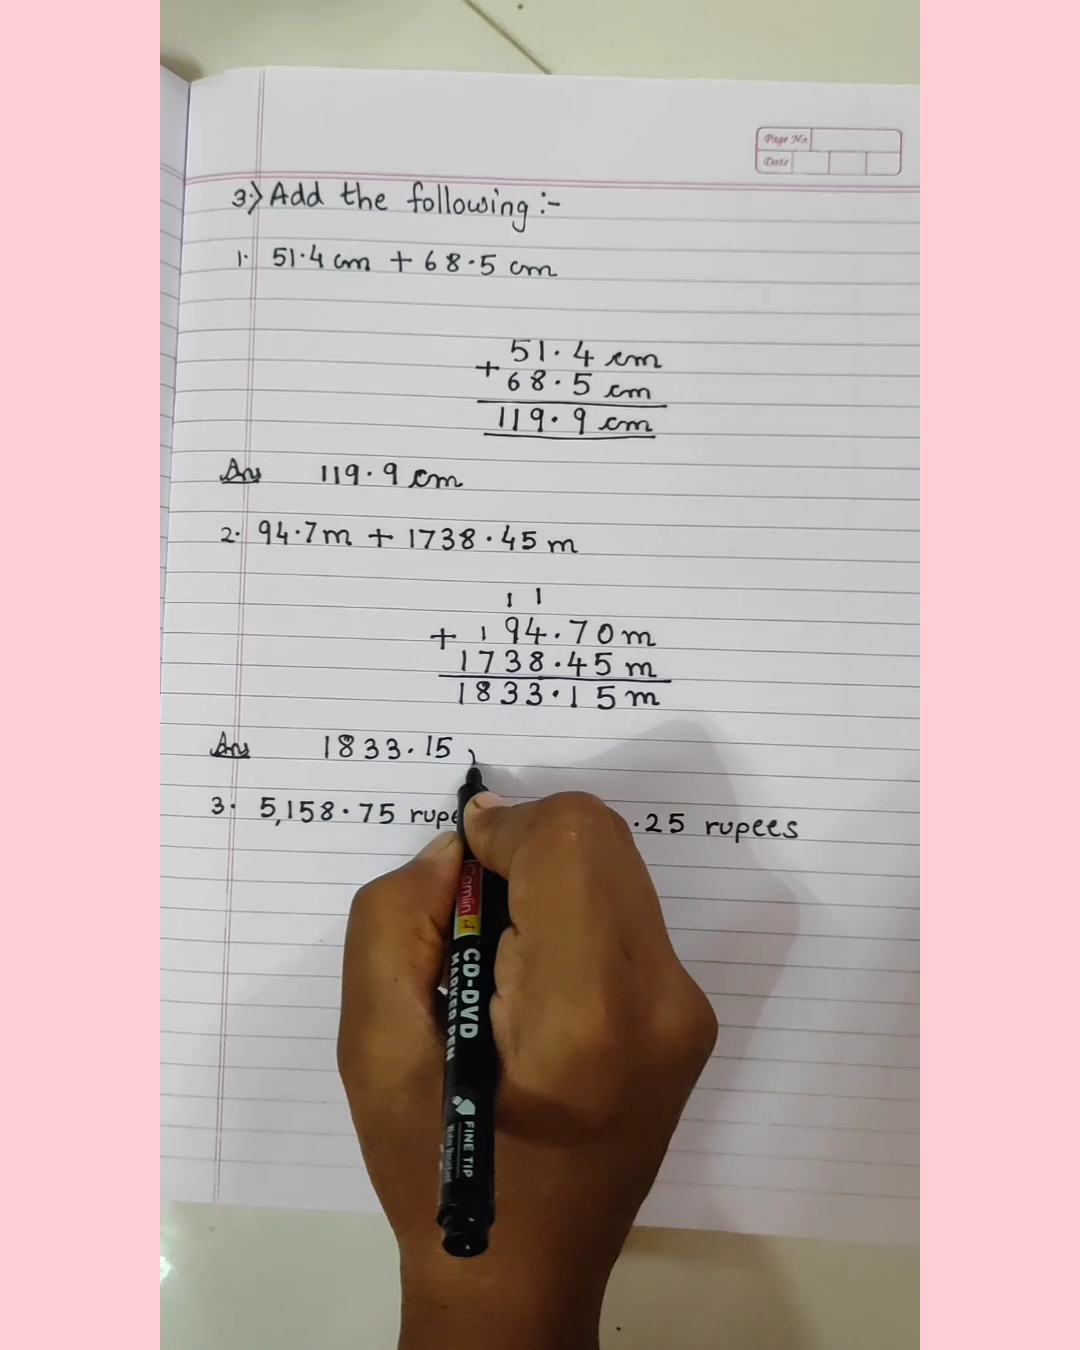 Page No.
Date
3.) Add the following :-
1. 51.4 cm + 68.5 cm
51.4 cm
+ 68.5 cm
119.9 cm
Ans 119.9 cm
2. 94.7m + 1738.45 m
1 1
+ 1 94.70 m
1738.45 m
1833.15 m
Ans 1833.15
3. 5,158.75 rupe .25 rupees
Camlin
CD-DVD
MARKER PEN
FINE TIP